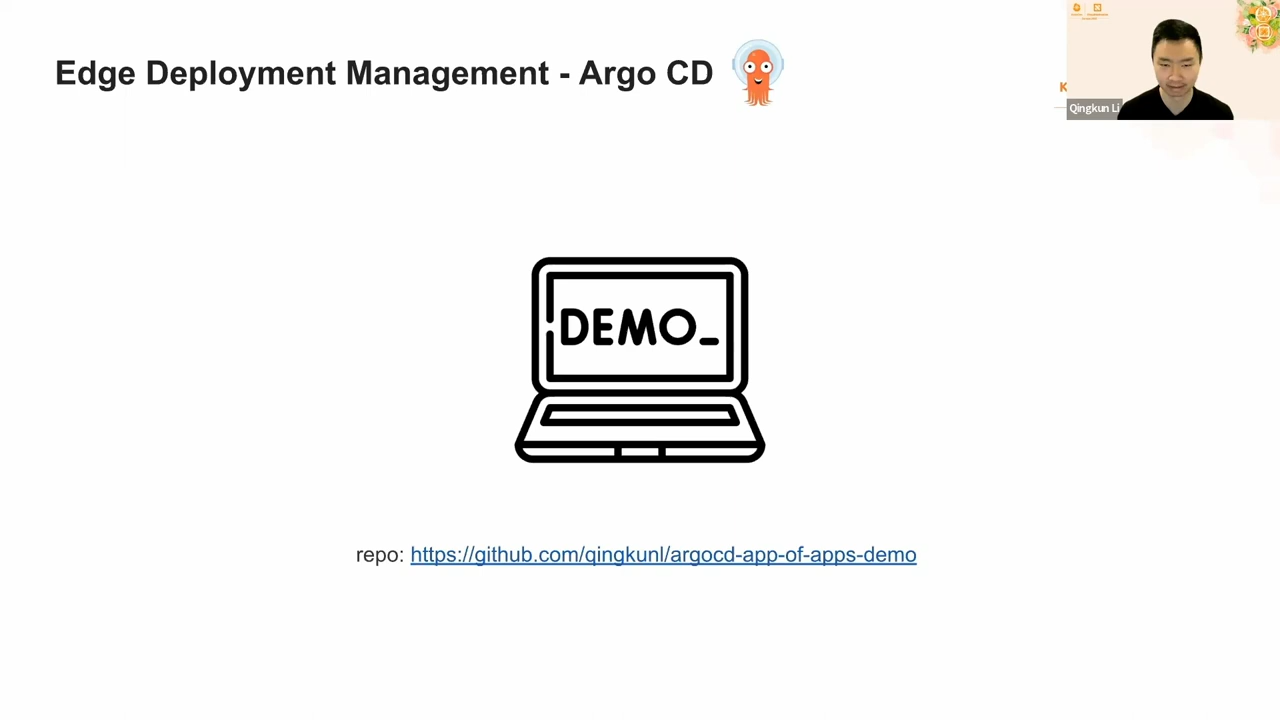 Edge Deployment Management - Argo CD
K
Qingkun Li
DEMO_
repo: https://github.com/qingkunl/argocd-app-of-apps-demo